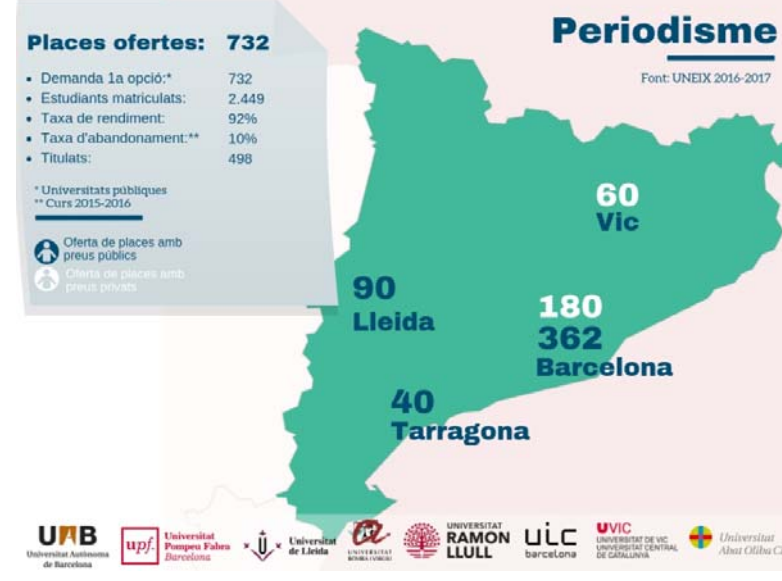 Places ofertes: 732
• Demanda 1a opció:* 732
• Estudiants matriculats: 2.449
• Taxa de rendiment: 92%
• Taxa d'abandonament:** 10%
• Titulats: 498
* Universitats públiques
** Curs 2015-2016
Oferta de places amb
preus públics
Oferta de places amb
preus privats
Periodisme
Font: UNEIX 2016-2017
60
Vic
90
Lleida
180
362
Barcelona
40
Tarragona
UAB
Universitat Autònoma
de Barcelona
upf.
Universitat
Pompeu Fabra
Barcelona
Universitat
de Lleida
UNIVERSITAT
ROVIRA I VIRGILI
UNIVERSITAT
RAMON
LLULL
uic
barcelona
UVIC
UNIVERSITAT DE VIC
UNIVERSITAT CENTRAL
DE CATALUNYA
Universitat
Abat Oliba C